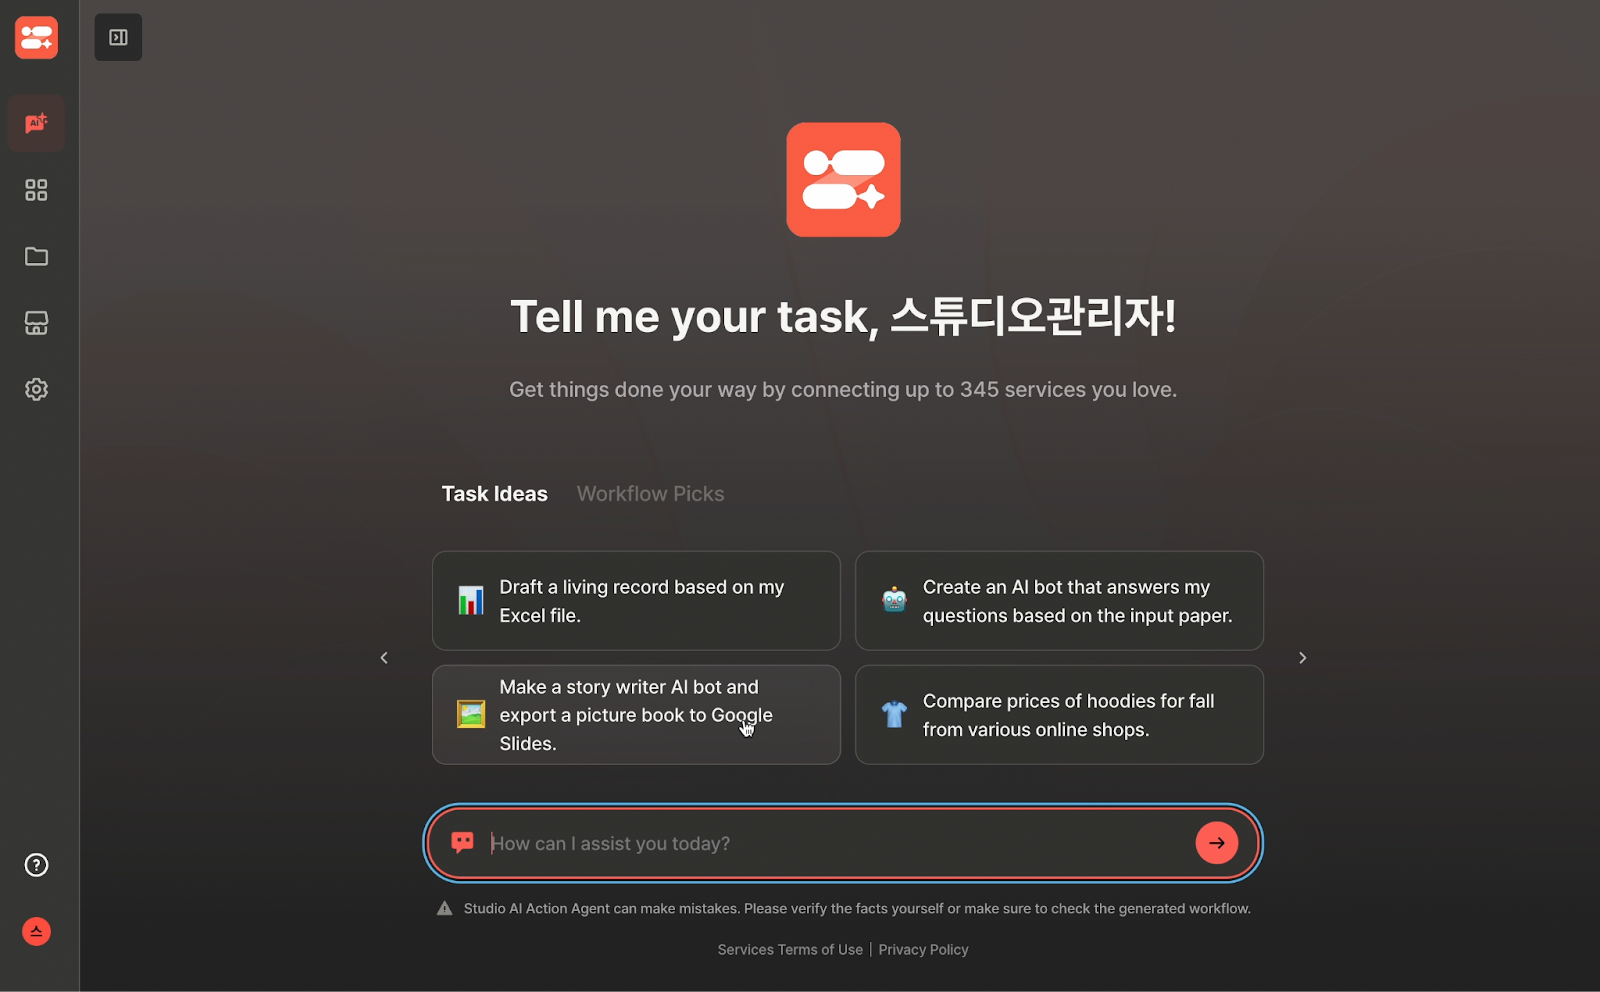 Tell me your task, 스튜디오관리자!
Get things done your way by connecting up to 345 services you love.
Task Ideas
Workflow Picks
Draft a living record based on my
Excel file.
Create an AI bot that answers my
questions based on the input paper.
Make a story writer AI bot and
export a picture book to Google
Slides.
Compare prices of hoodies for fall
from various online shops.
How can I assist you today?
Studio AI Action Agent can make mistakes. Please verify the facts yourself or make sure to check the generated workflow.
Services Terms of Use | Privacy Policy
AI
스